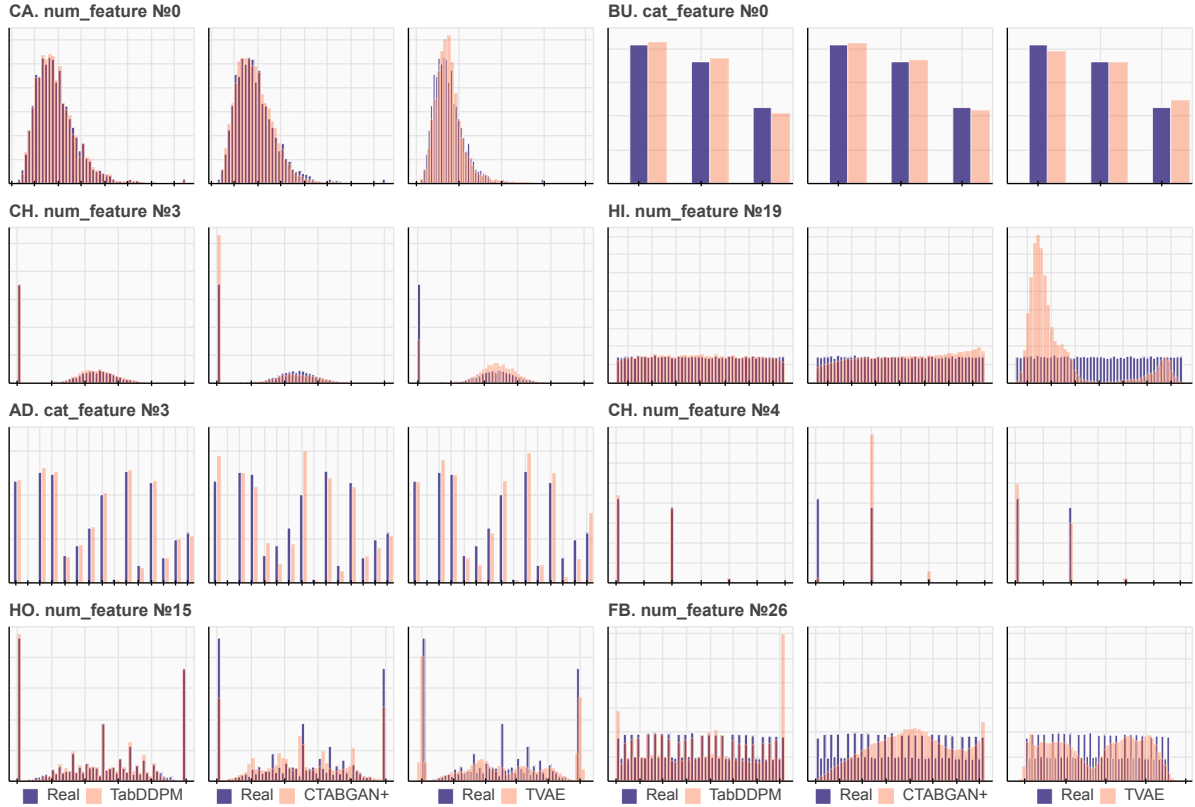 CA. num_feature №0
BU. cat_feature №0
CH. num_feature №3
HI. num_feature №19
AD. cat_feature №3
CH. num_feature №4
HO. num_feature №15
FB. num_feature №26
Real TabDDPM Real CTABGAN+ Real TVAE
Real TabDDPM Real CTABGAN+ Real TVAE